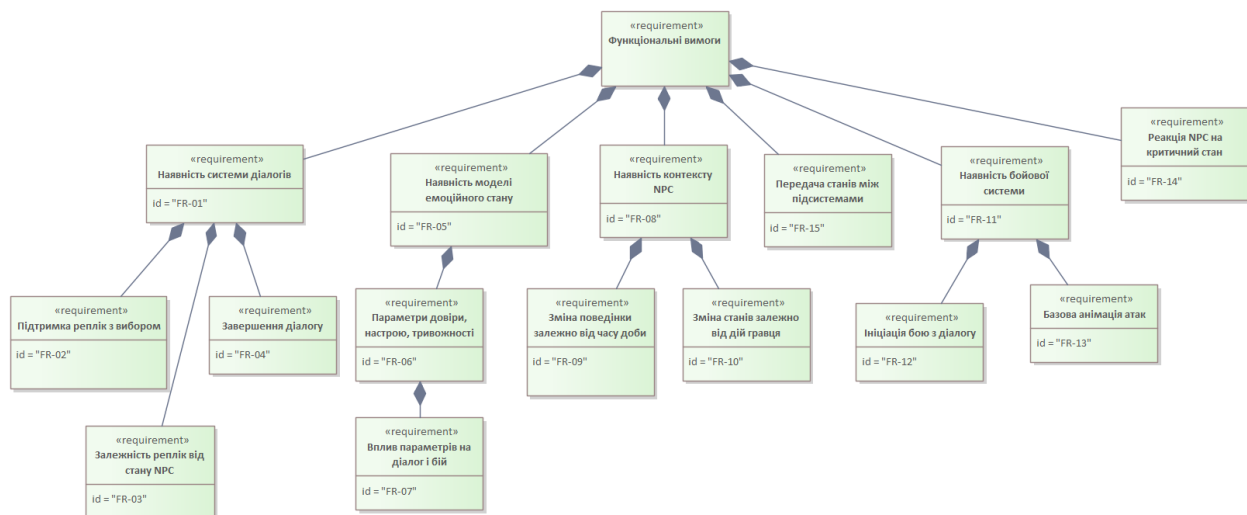 «requirement»
Функціональні вимоги
«requirement»
Реакція NPC на
критичний стан
id = "FR-14"
«requirement»
Наявність системи діалогів
id = "FR-01"
«requirement»
Наявність моделі
емоційного стану
id = "FR-05"
«requirement»
Наявність контексту
NPC
id = "FR-08"
«requirement»
Передача станів між
підсистемами
id = "FR-15"
«requirement»
Наявність бойової
системи
id = "FR-11"
«requirement»
Підтримка реплік з вибором
id = "FR-02"
«requirement»
Завершення діалогу
id = "FR-04"
«requirement»
Параметри довіри,
настрою, тривожності
id = "FR-06"
«requirement»
Зміна поведінки
залежно від часу доби
id = "FR-09"
«requirement»
Зміна станів залежно
від дій гравця
id = "FR-10"
«requirement»
Ініціація бою з діалогу
id = "FR-12"
«requirement»
Базова анімація атак
id = "FR-13"
«requirement»
Залежність реплік від
стану NPC
id = "FR-03"
«requirement»
Вплив параметрів на
діалог і бій
id = "FR-07"